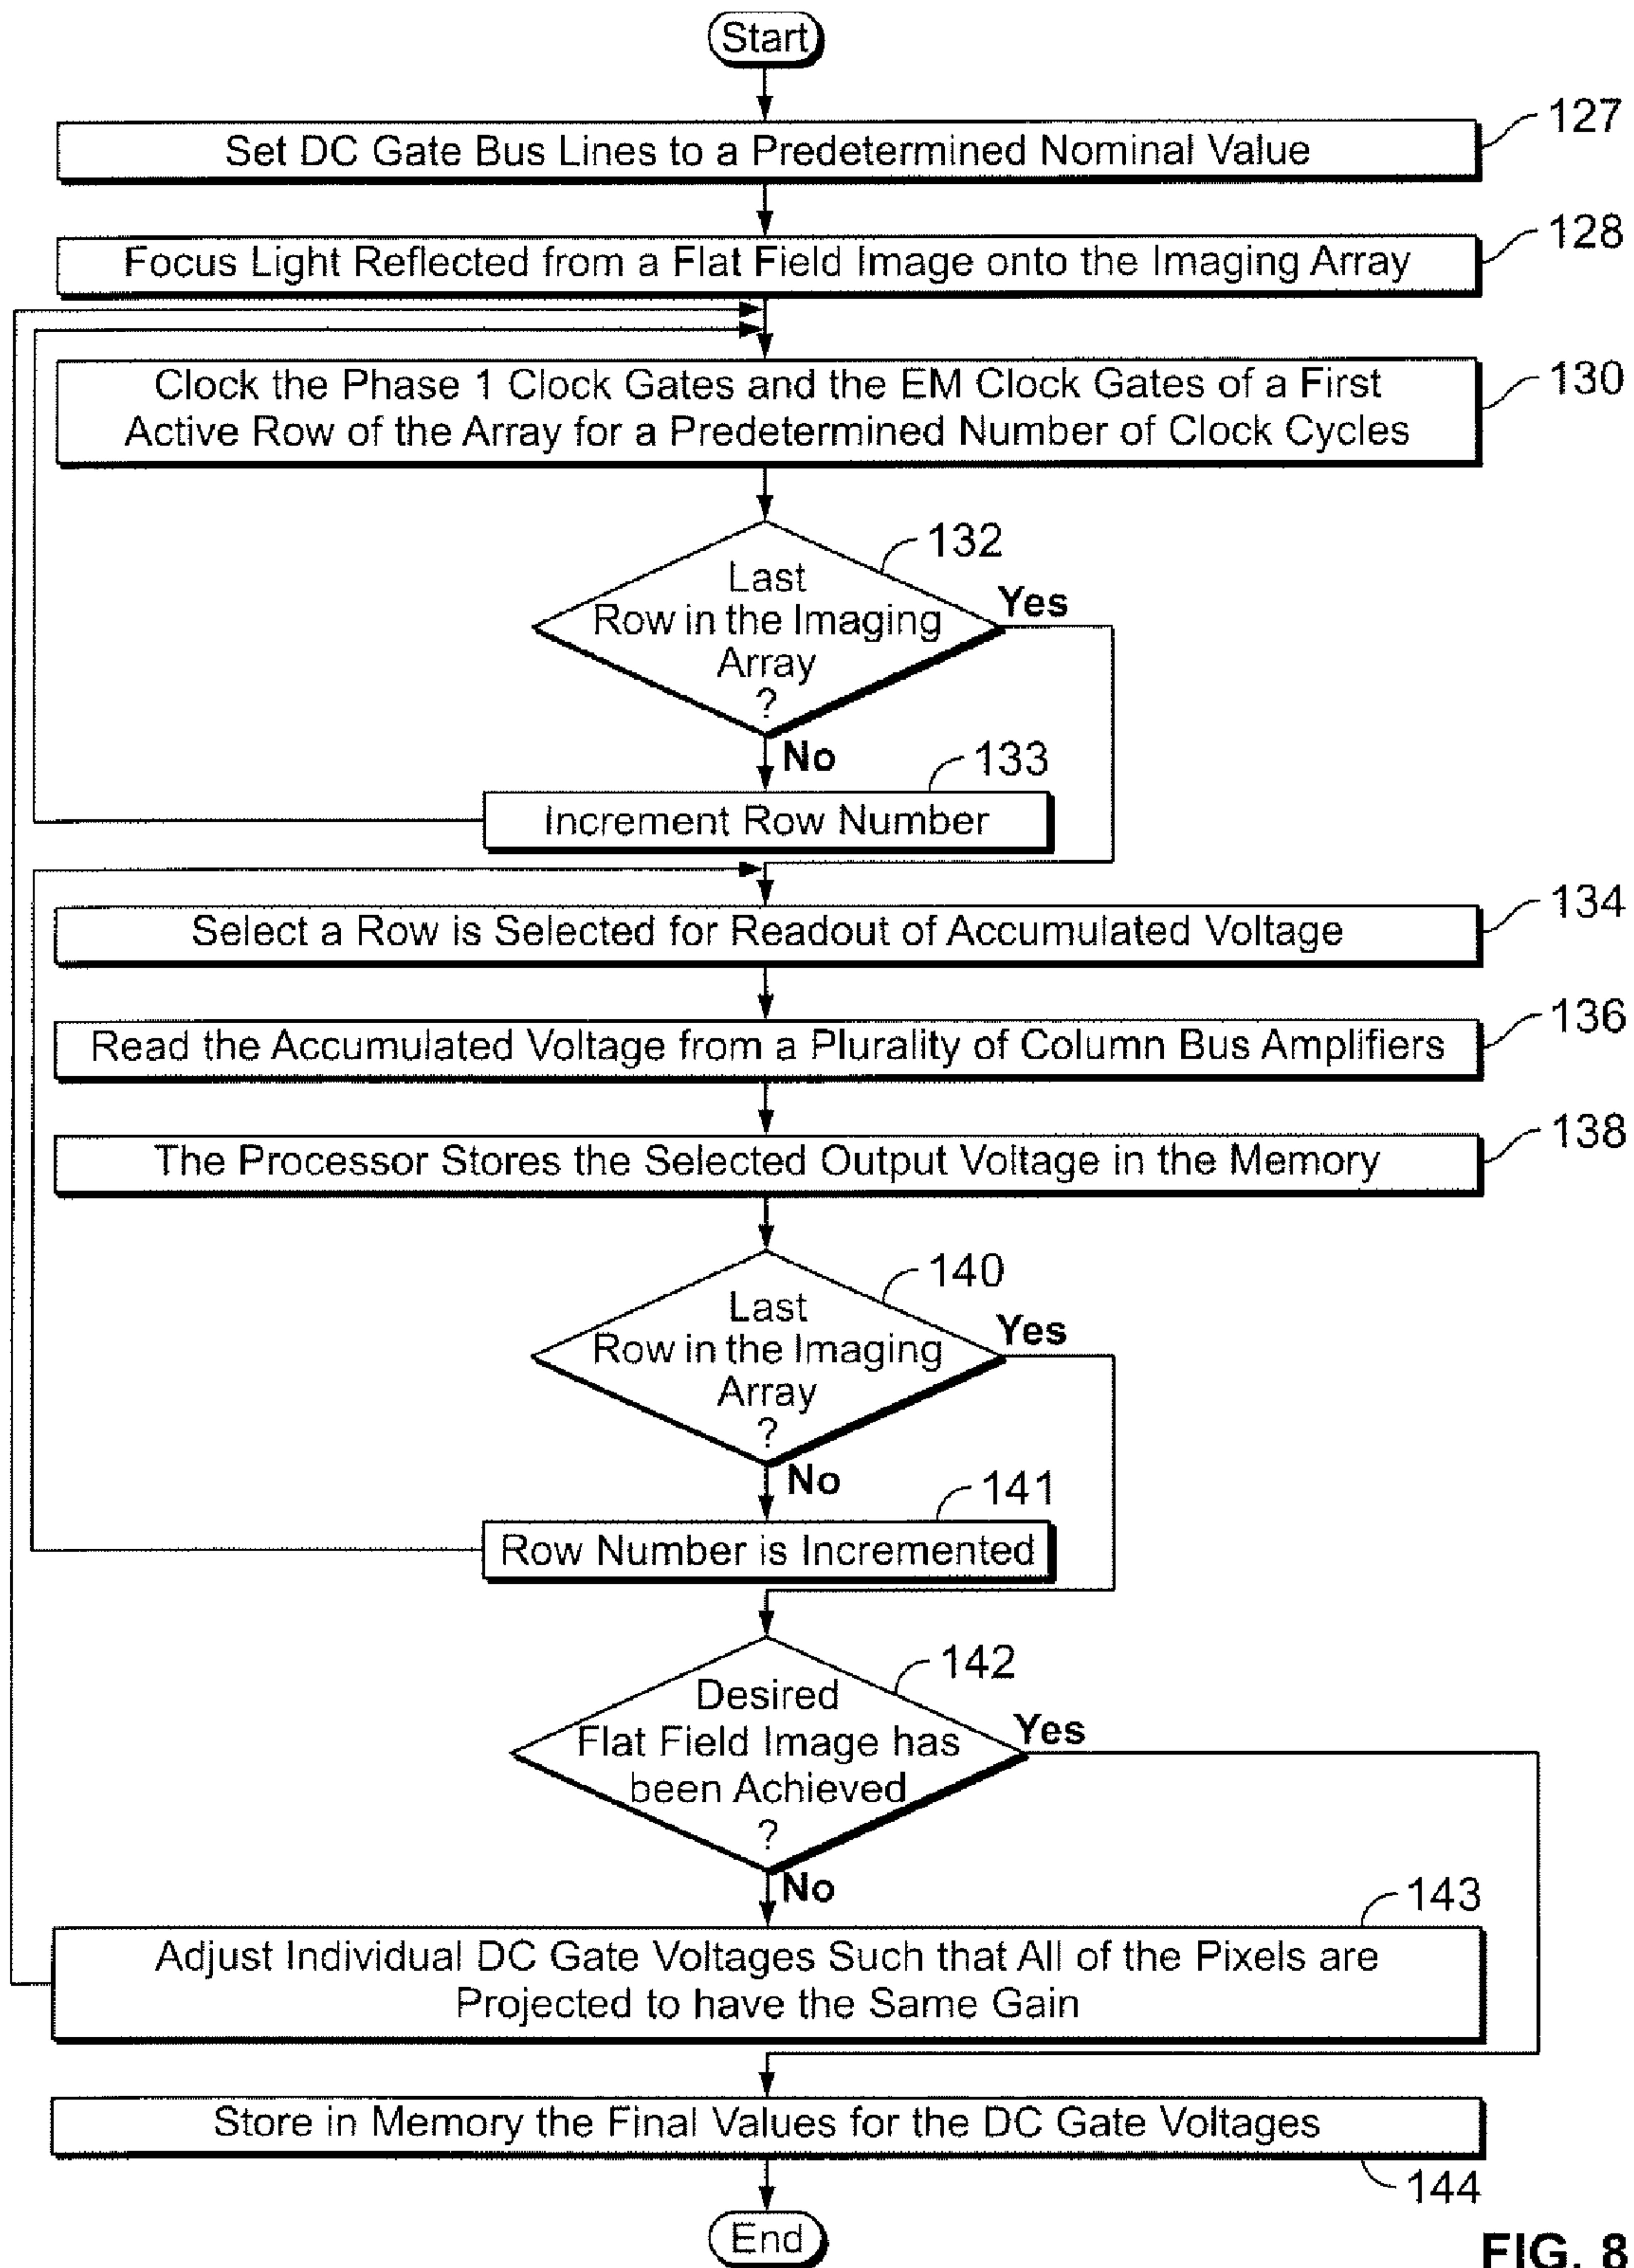 Start
127
Set DC Gate Bus Lines to a Predetermined Nominal Value
128
Focus Light Reflected from a Flat Field Image onto the Imaging Array
130
Clock the Phase 1 Clock Gates and the EM Clock Gates of a First
Active Row of the Array for a Predetermined Number of Clock Cycles
132
Last
Row in the Imaging
Array
?
Yes
No
133
Increment Row Number
134
Select a Row is Selected for Readout of Accumulated Voltage
136
Read the Accumulated Voltage from a Plurality of Column Bus Amplifiers
138
The Processor Stores the Selected Output Voltage in the Memory
140
Last
Row in the Imaging
Array
?
Yes
No
141
Row Number is Incremented
142
Desired
Flat Field Image has
been Achieved
?
Yes
No
143
Adjust Individual DC Gate Voltages Such that All of the Pixels are
Projected to have the Same Gain
Store in Memory the Final Values for the DC Gate Voltages
144
End
FIG. 8